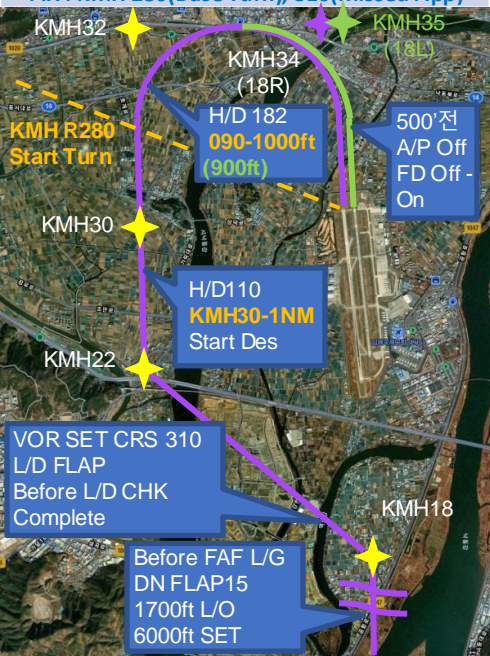 KMH32
KMH35
(18L)
KMH34
(18R)
H/D 182
090-1000ft
(900ft)
500'전
A/P Off
FD Off -
On
KMH R280
Start Turn
KMH30
H/D110
KMH30-1NM
Start Des
KMH22
VOR SET CRS 310
L/D FLAP
Before L/D CHK
Complete
KMH18
Before FAF L/G
DN FLAP15
1700ft L/O
6000ft SET